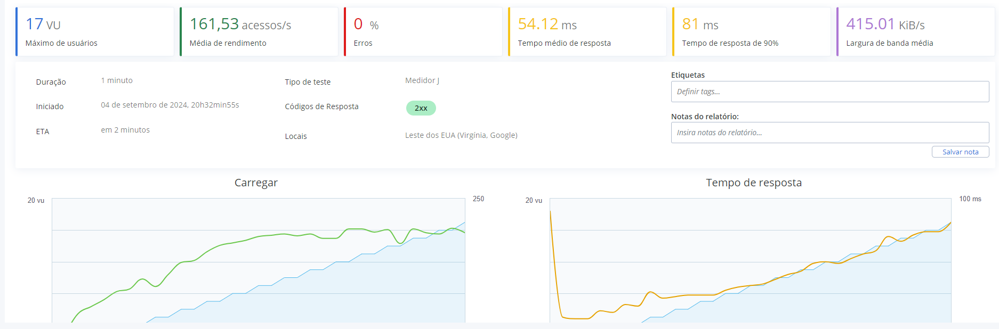 17 VU
Máximo de usuários
161,53 acessos/s
Média de rendimento
0 %
Erros
54.12 ms
Tempo médio de resposta
81 ms
Tempo de resposta de 90%
415.01 KiB/s
Largura de banda média
Duração 1 minuto
Iniciado 04 de setembro de 2024, 20h32min55s
ETA em 2 minutos
Tipo de teste Medidor J
Códigos de Resposta 2xx
Locais Leste dos EUA (Virgínia, Google)
Etiquetas
Definir tags...
Notas do relatório:
Insira notas do relatório...
Salvar nota
Carregar
20 vu
250
Tempo de resposta
20 vu
100 ms